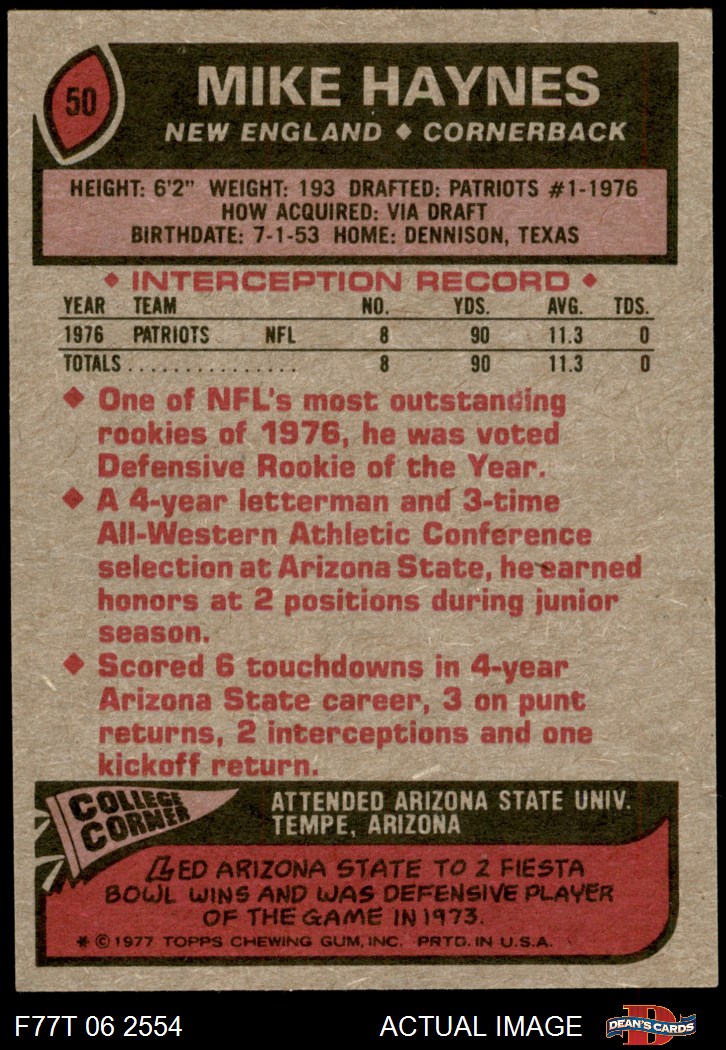 50
MIKE HAYNES
NEW ENGLAND ♦ CORNERBACK
HEIGHT: 6'2" WEIGHT: 193 DRAFTED: PATRIOTS #1-1976
HOW ACQUIRED: VIA DRAFT
BIRTHDATE: 7-1-53 HOME: DENNISON, TEXAS
♦ INTERCEPTION RECORD ♦
YEAR TEAM NO. YDS. AVG. TDS.
1976 PATRIOTS NFL 8 90 11.3 0
TOTALS ............... 8 90 11.3 0
♦ One of NFL's most outstanding
rookies of 1976, he was voted
Defensive Rookie of the Year.
♦ A 4-year letterman and 3-time
All-Western Athletic Conference
selection at Arizona State, he earned
honors at 2 positions during junior
season.
♦ Scored 6 touchdowns in 4-year
Arizona State career, 3 on punt
returns, 2 interceptions and one
kickoff return.
COLLEGE
CORNER
ATTENDED ARIZONA STATE UNIV.
TEMPE, ARIZONA
LED ARIZONA STATE TO 2 FIESTA
BOWL WINS AND WAS DEFENSIVE PLAYER
OF THE GAME IN 1973.
* © 1977 TOPPS CHEWING GUM, INC. PRTD. IN U.S.A.
F77T 06 2554 ACTUAL IMAGE
D
DEAN'S CARDS